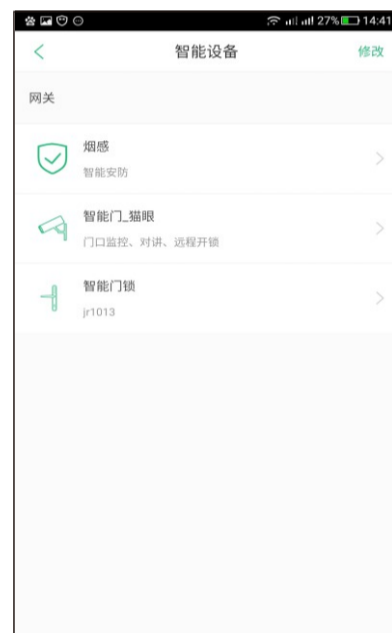 27% 14:41
智能设备
修改
网关
烟感
智能安防
智能门_猫眼
门口监控、对讲、远程开锁
智能门锁
jr1013